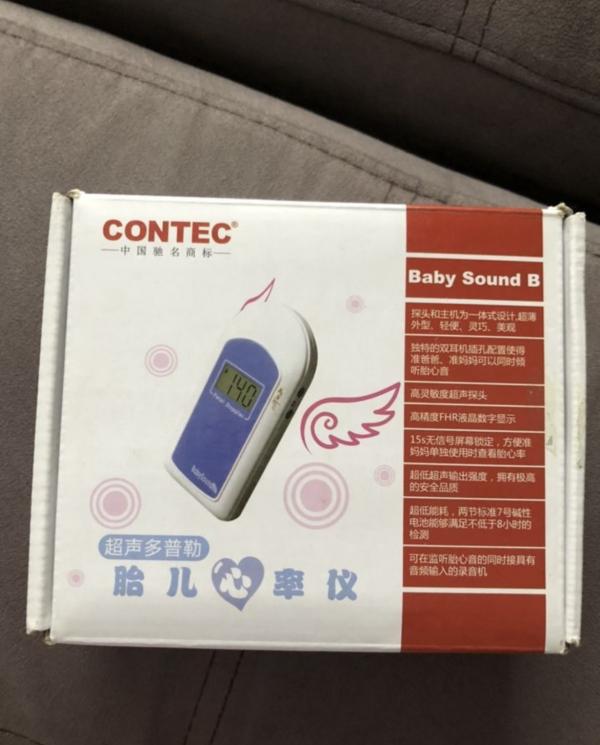 CONTEC®
中国驰名商标
Baby Sound B
探头和主机为一体式设计,超薄
外型、轻便、灵巧、美观
独特的双耳机插孔配置使得
准爸爸、准妈妈可以同时倾
听胎心音
高灵敏度超声探头
高精度FHR液晶数字显示
15s无信号屏幕锁定，方便准
妈妈单独使用时查看胎心率
超低超声输出强度，拥有极高
的安全品质
超低能耗，两节标准7号碱性
电池能够满足不低于8小时的
检测
可在监听胎心音的同时接具有
音频输入的录音机
140
超声多普勒
胎儿心率仪